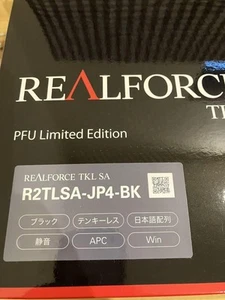 REALFORCE
TKL
PFU Limited Edition
REALFORCE TKL SA
R2TLSA-JP4-BK
ブラック テンキーレス 日本語配列
静音 APC Win